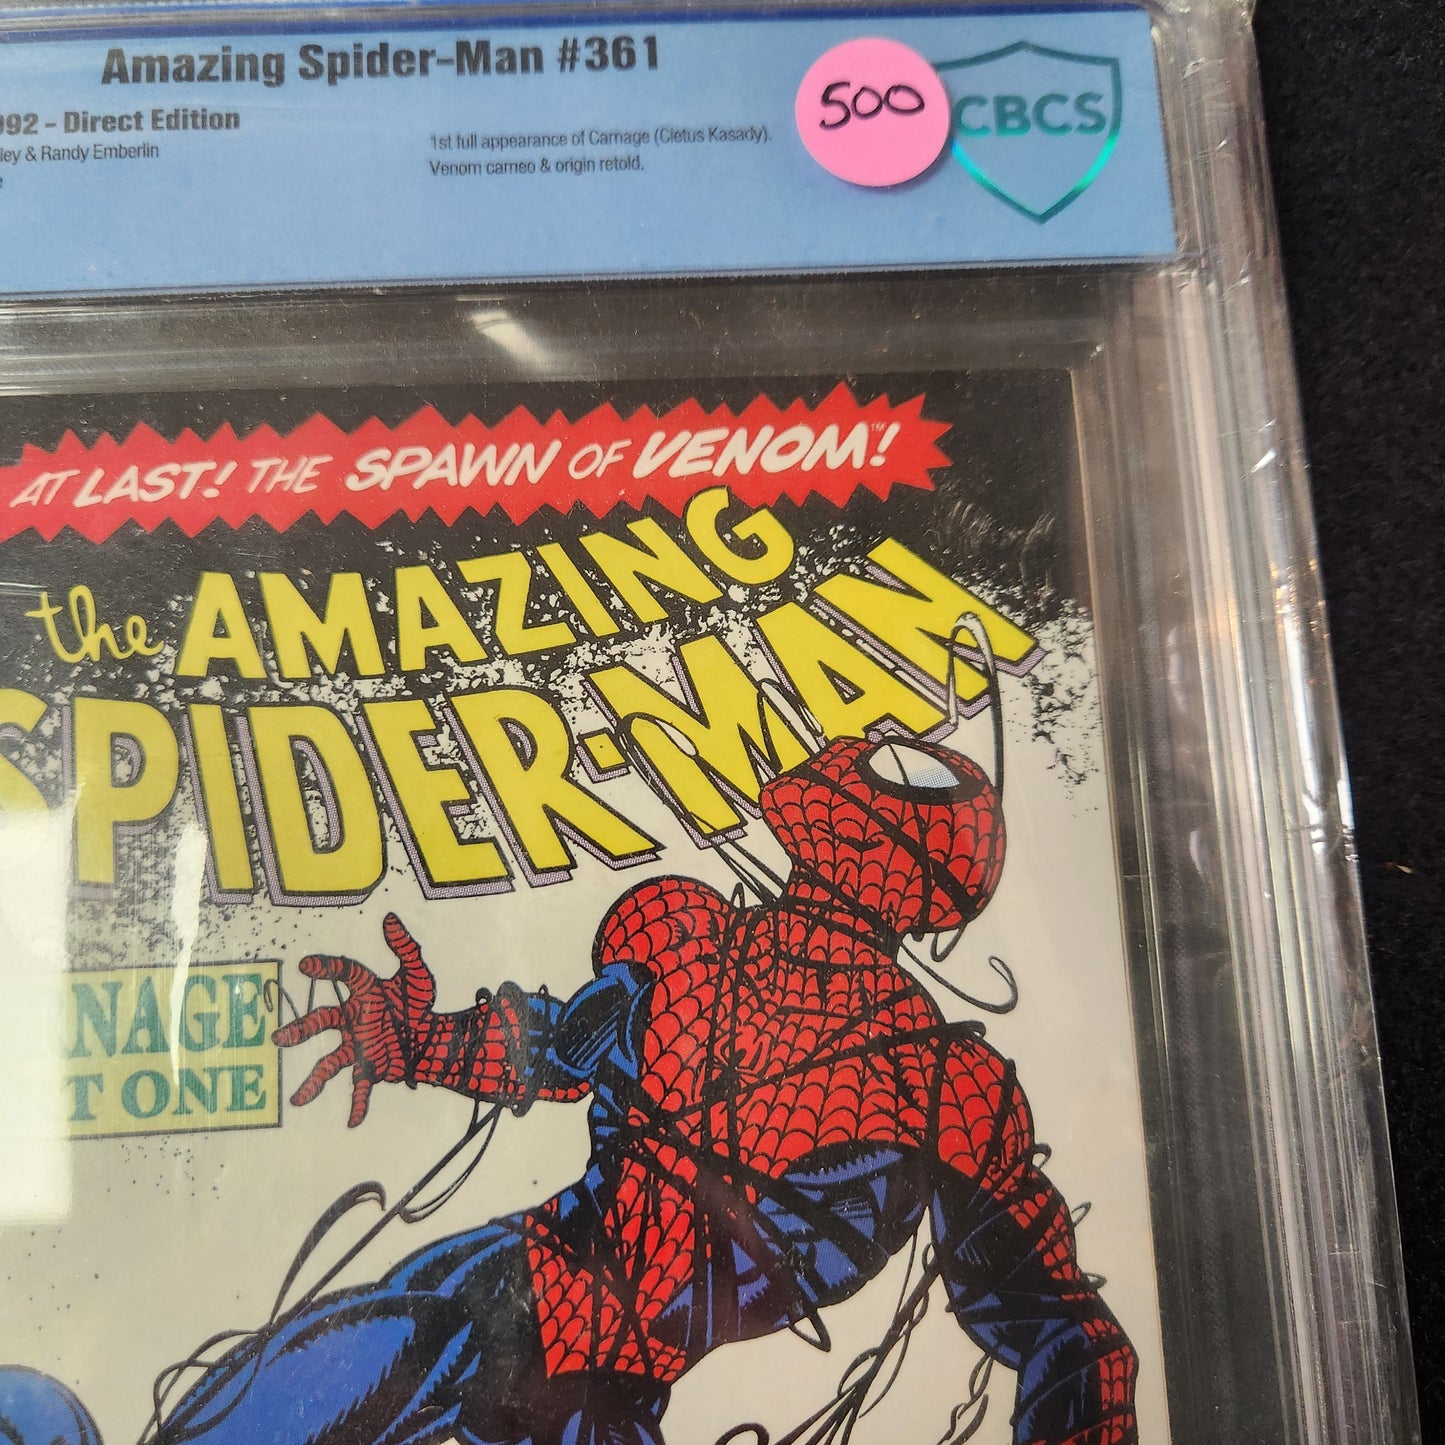 Amazing Spider-Man #361
992 - Direct Edition
ley & Randy Emberlin
1st full appearance of Carnage (Cletus Kasady).
Venom cameo & origin retold.
500
CBCS
AT LAST! THE SPAWN OF VENOM!™
the AMAZING
SPIDER-MAN
NAGE
T ONE